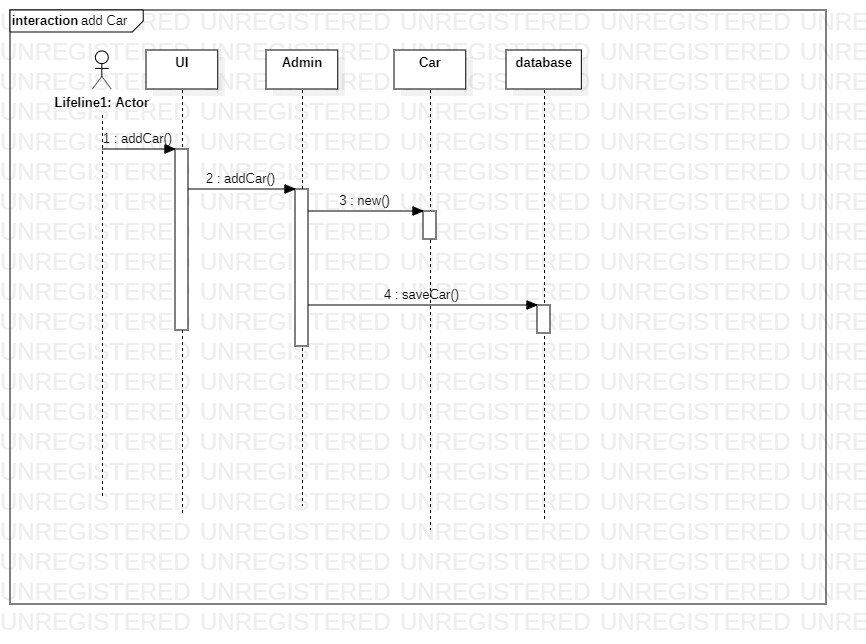 interaction add Car
UI
Admin
Car
database
Lifeline1: Actor
1 : addCar()
2 : addCar()
3 : new()
4 : saveCar()
UNREGISTERED UNREGISTERED UNREGISTERED UNREGISTERED